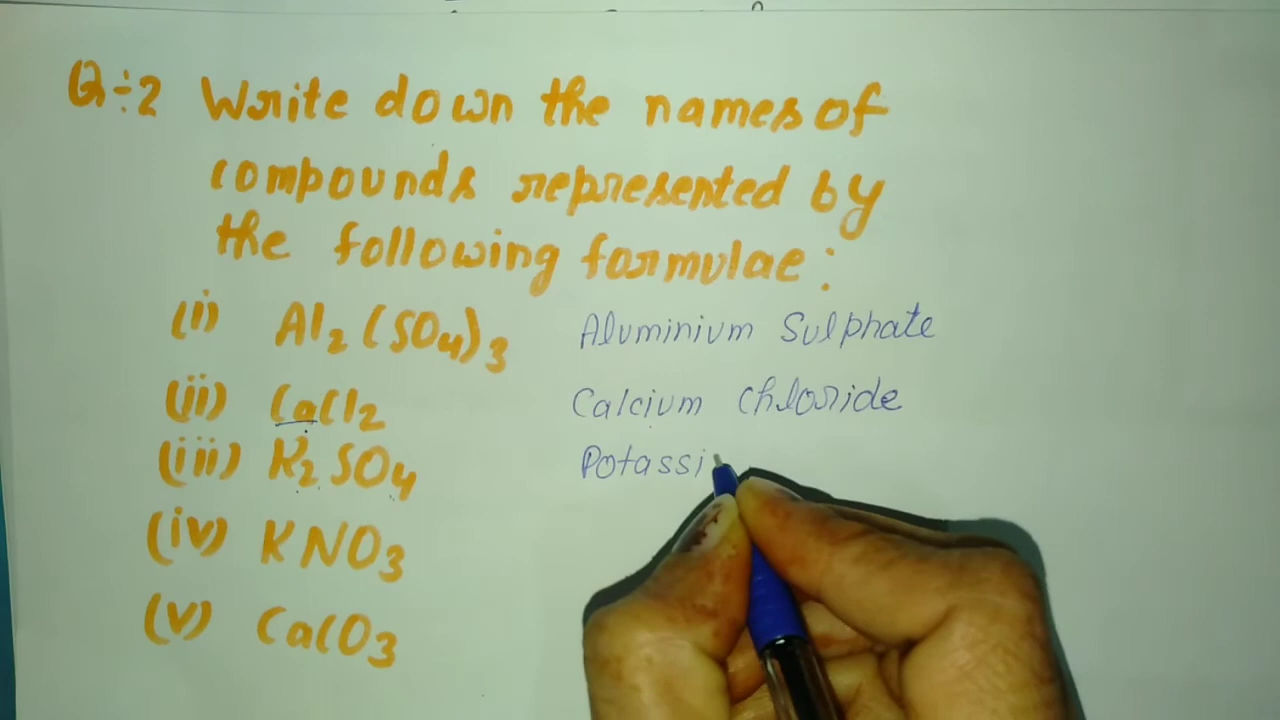 Q÷2 Write down the names of
compounds represented by
the following formulae:
(i) Al₂(SO₄)₃ Aluminium Sulphate
(ii) CaCl₂ Calcium Chloride
(iii) K₂SO₄ Potassi
(iv) KNO₃
(v) CaCO₃